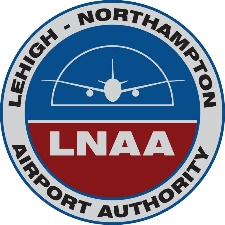 LEHIGH - NORTHAMPTON
LNAA
AIRPORT AUTHORITY